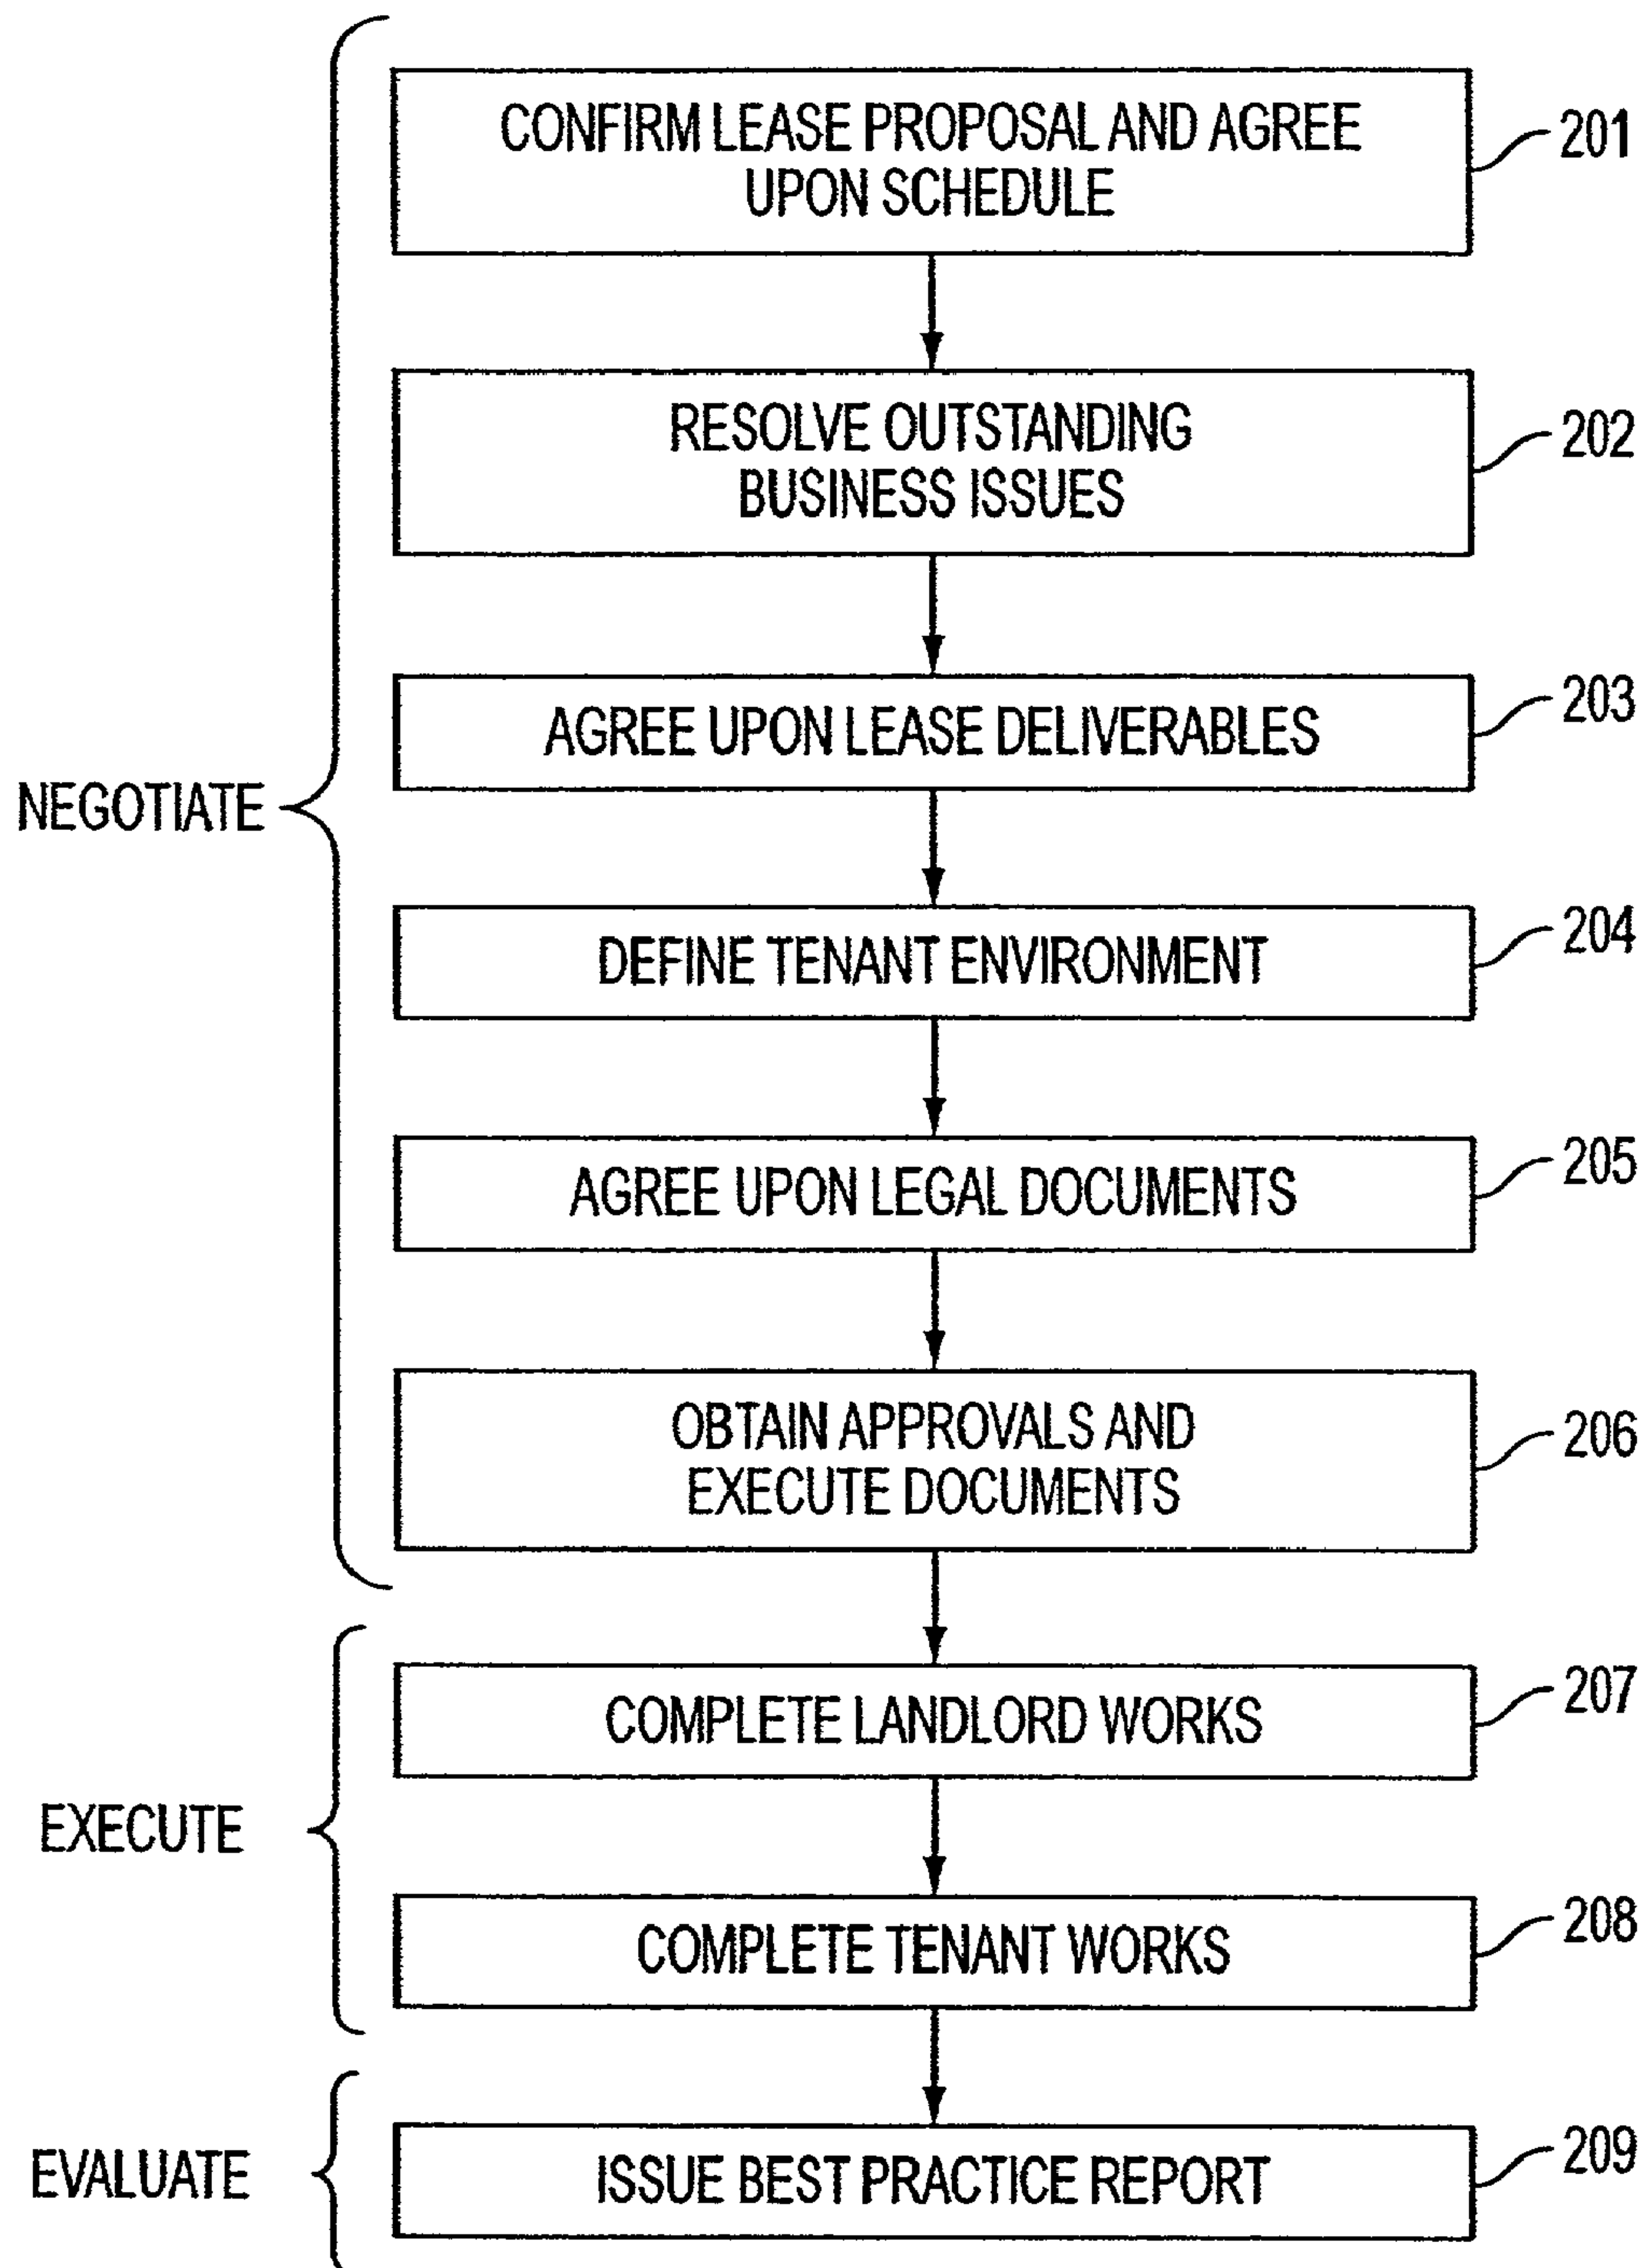 CONFIRM LEASE PROPOSAL AND AGREE
UPON SCHEDULE
201
RESOLVE OUTSTANDING
BUSINESS ISSUES
202
AGREE UPON LEASE DELIVERABLES
203
NEGOTIATE
DEFINE TENANT ENVIRONMENT
204
AGREE UPON LEGAL DOCUMENTS
205
OBTAIN APPROVALS AND
EXECUTE DOCUMENTS
206
COMPLETE LANDLORD WORKS
207
EXECUTE
COMPLETE TENANT WORKS
208
EVALUATE
ISSUE BEST PRACTICE REPORT
209